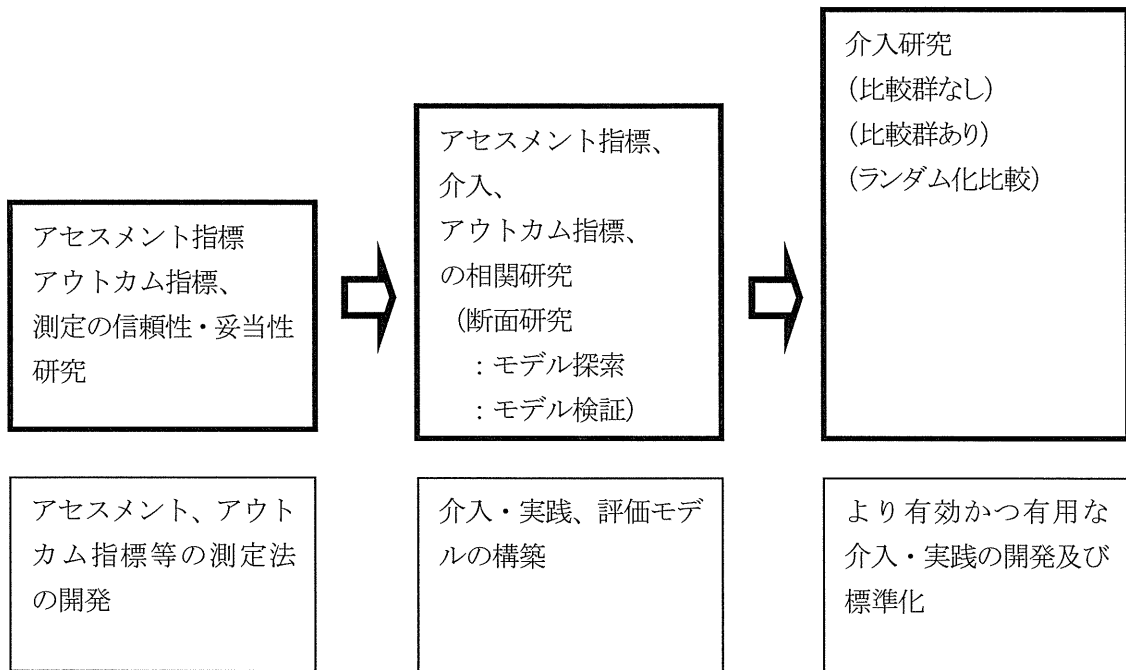 アセスメント指標
アウトカム指標、
測定の信頼性・妥当性
研究
アセスメント指標、
介入、
アウトカム指標、
の相関研究
（断面研究
：モデル探索
：モデル検証）
介入研究
（比較群なし）
（比較群あり）
（ランダム化比較）
アセスメント、アウト
カム指標等の測定法
の開発
介入・実践、評価モデ
ルの構築
より有効かつ有用な
介入・実践の開発及び
標準化